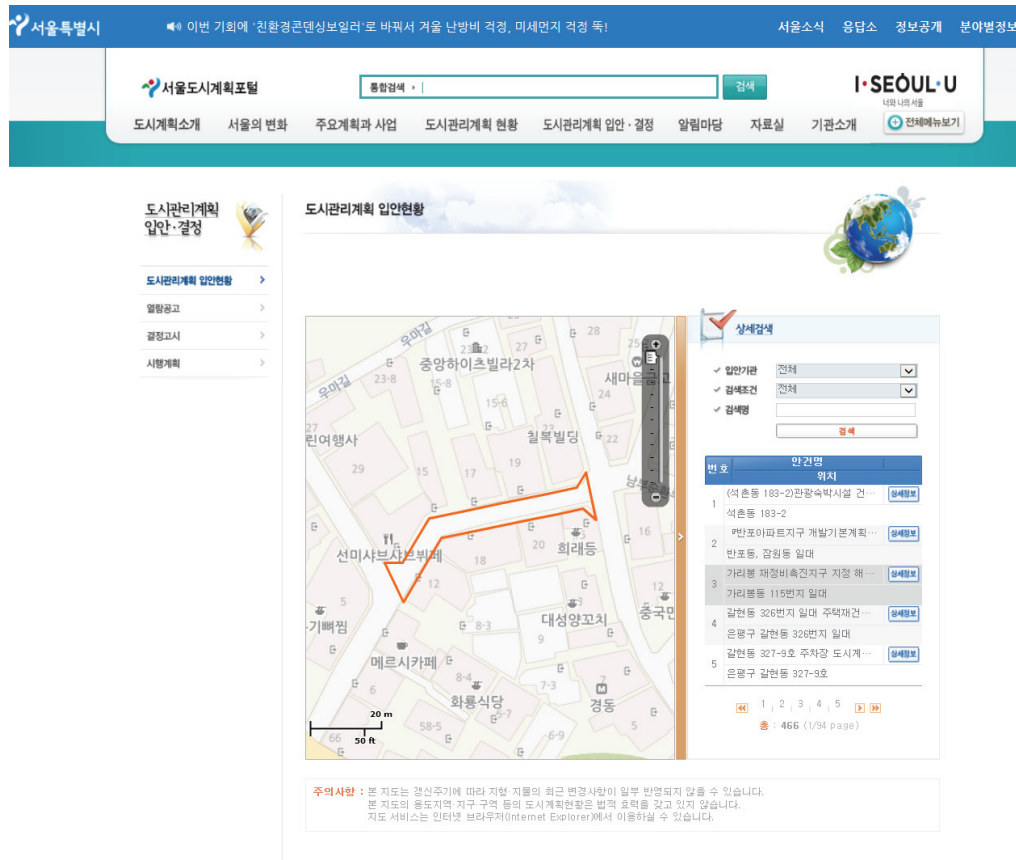 서울특별시
이번 기회에 '친환경콘덴싱보일러'로 바꿔서 겨울 난방비 걱정, 미세먼지 걱정 뚝!
서울소식 응답소 정보공개 분야별정보
서울도시계획포털
통합검색
검색
I·SEOUL·U
너와 나의 서울
도시계획소개 서울의 변화 주요계획과 사업 도시관리계획 현황 도시관리계획 입안·결정 알림마당 자료실 기관소개
전체메뉴보기
도시관리계획
입안·결정
도시관리계획 입안현황
열람공고
결정고시
시행계획
도시관리계획 입안현황
우마길
28
27
중앙하이츠빌라2차
우마길
23-8
15-8
새마을금고
24
15-6
27
린여행사
칠복빌딩
22
29
15
17
19
선미샤브샤브뷔페
18
20
희래등
16
12
12
5
기뻐찜
8-3
대성양꼬치
9
중국만
메르시카페
8-4
7-3
6
화룡식당
5-7
7
경동
58-5
6-9
5
66
20 m
50 ft
상세검색
입안기관 전체
검색조건 전체
검색명
검색
번호 안건명
위치
1 (석촌동 183-2)관광숙박시설 건… 상세정보
석촌동 183-2
2 반포아파트지구 개발기본계획… 상세정보
반포동, 잠원동 일대
3 가리봉 재정비촉진지구 지정 해… 상세정보
가리봉동 115번지 일대
4 갈현동 326번지 일대 주택재건… 상세정보
은평구 갈현동 326번지 일대
5 갈현동 327-9호 주차장 도시계… 상세정보
은평구 갈현동 327-9호
1 2 3 4 5
총 : 466 (1/94 page)
주의사항 : 본 지도는 갱신주기에 따라 지형·지물의 최근 변경사항이 일부 반영되지 않을 수 있습니다.
본 지도의 용도지역·지구·구역 등의 도시계획현황은 법적 효력을 갖고 있지 않습니다.
지도 서비스는 인터넷 브라우저(Internet Explorer)에서 이용하실 수 있습니다.